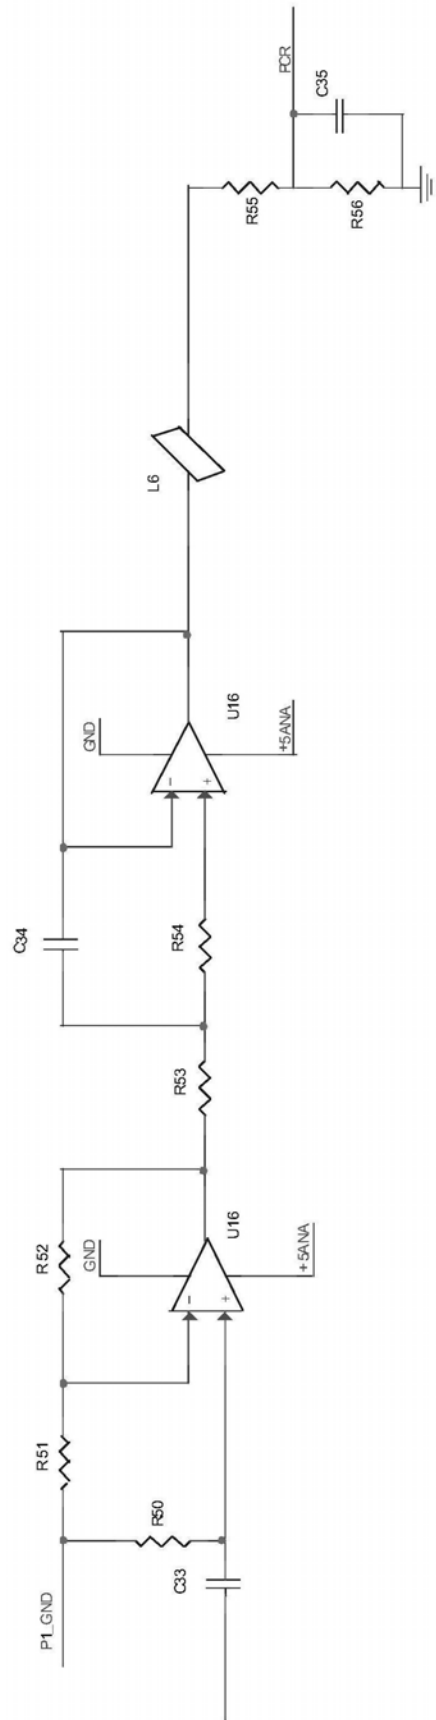 P1_GND
R50
C33
R51
R52
GND
-
+
U16
+5ANA
R53
C34
R54
GND
-
+
U16
+5ANA
L6
R55
R56
C35
PCR